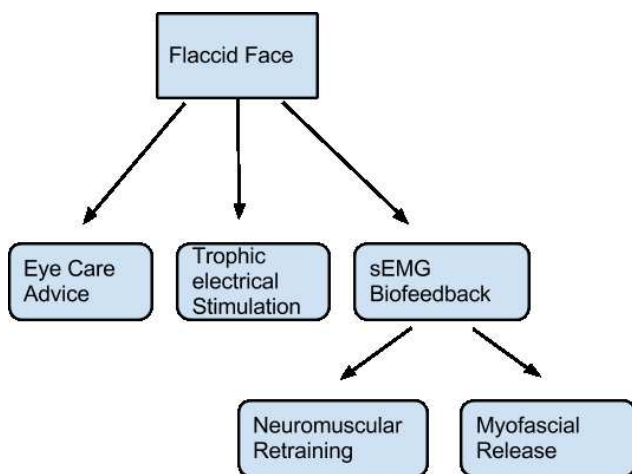 Flaccid Face
Eye Care
Advice
Trophic
electrical
Stimulation
sEMG
Biofeedback
Neuromuscular
Retraining
Myofascial
Release